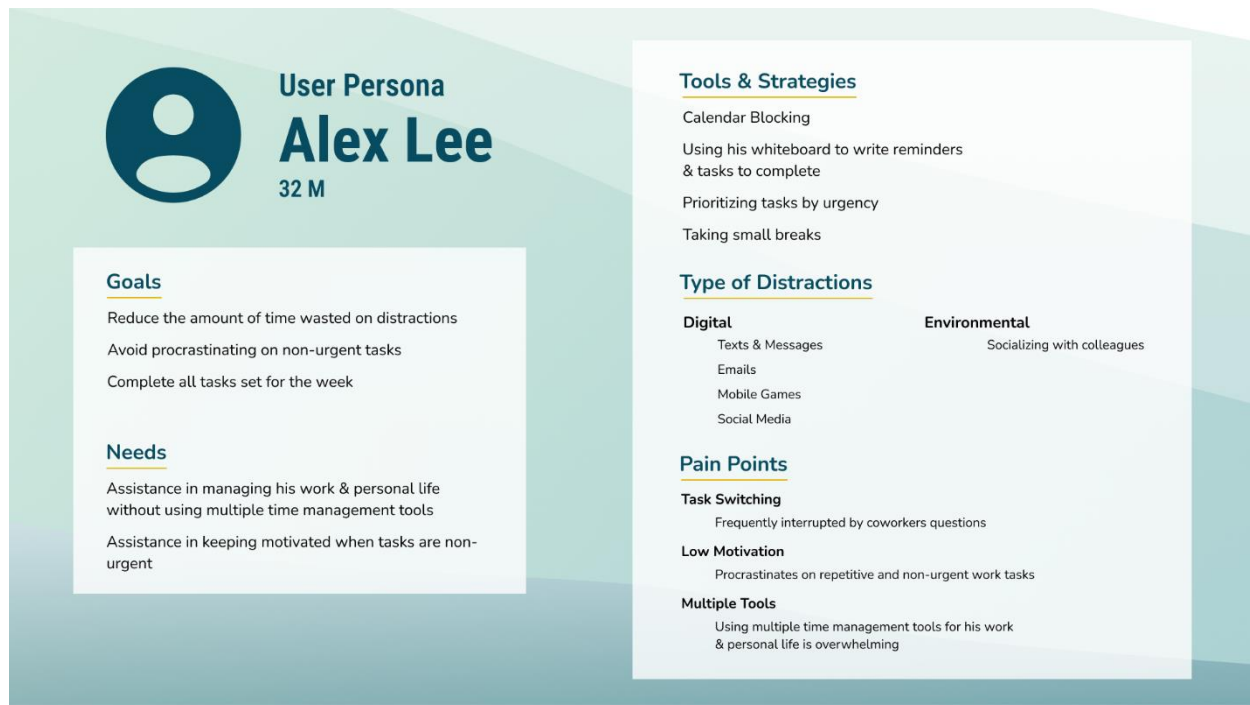 User Persona
Alex Lee
32 M
Goals
Reduce the amount of time wasted on distractions
Avoid procrastinating on non-urgent tasks
Complete all tasks set for the week
Needs
Assistance in managing his work & personal life
without using multiple time management tools
Assistance in keeping motivated when tasks are non-
urgent
Tools & Strategies
Calendar Blocking
Using his whiteboard to write reminders
& tasks to complete
Prioritizing tasks by urgency
Taking small breaks
Type of Distractions
Digital
Texts & Messages
Emails
Mobile Games
Social Media
Environmental
Socializing with colleagues
Pain Points
Task Switching
Frequently interrupted by coworkers questions
Low Motivation
Procrastinates on repetitive and non-urgent work tasks
Multiple Tools
Using multiple time management tools for his work
& personal life is overwhelming